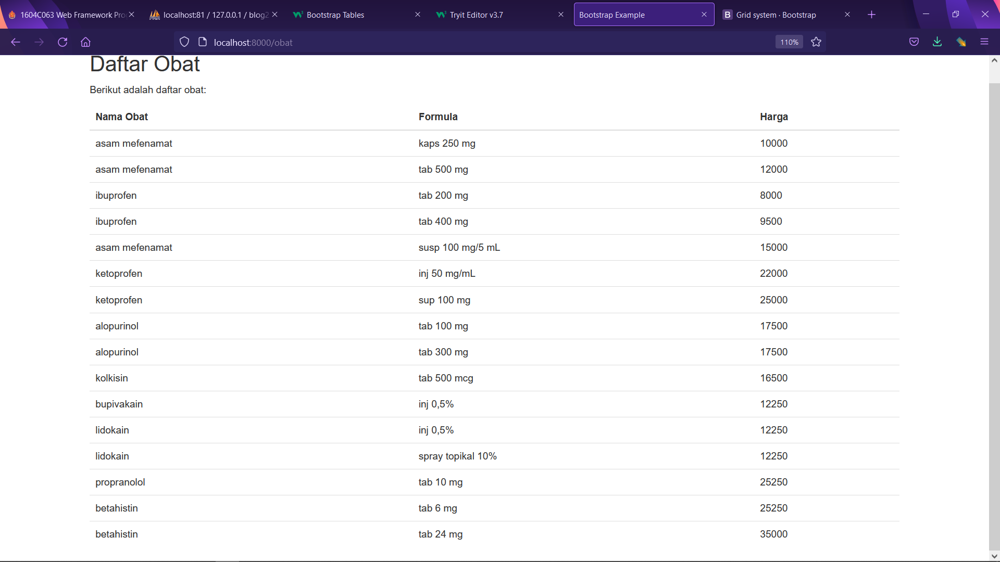 1604C063 Web Framework Pro
localhost:81 / 127.0.0.1 / blog2
Bootstrap Tables
Tryit Editor v3.7
Bootstrap Example
B Grid system · Bootstrap
localhost:8000/obat
110%
Daftar Obat
Berikut adalah daftar obat:
Nama Obat Formula Harga
asam mefenamat kaps 250 mg 10000
asam mefenamat tab 500 mg 12000
ibuprofen tab 200 mg 8000
ibuprofen tab 400 mg 9500
asam mefenamat susp 100 mg/5 mL 15000
ketoprofen inj 50 mg/mL 22000
ketoprofen sup 100 mg 25000
alopurinol tab 100 mg 17500
alopurinol tab 300 mg 17500
kolkisin tab 500 mcg 16500
bupivakain inj 0,5% 12250
lidokain inj 0,5% 12250
lidokain spray topikal 10% 12250
propranolol tab 10 mg 25250
betahistin tab 6 mg 25250
betahistin tab 24 mg 35000